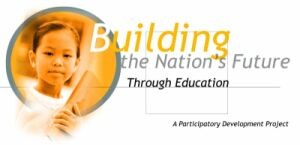 Building
the Nation's Future
Through Education
A Participatory Development Project